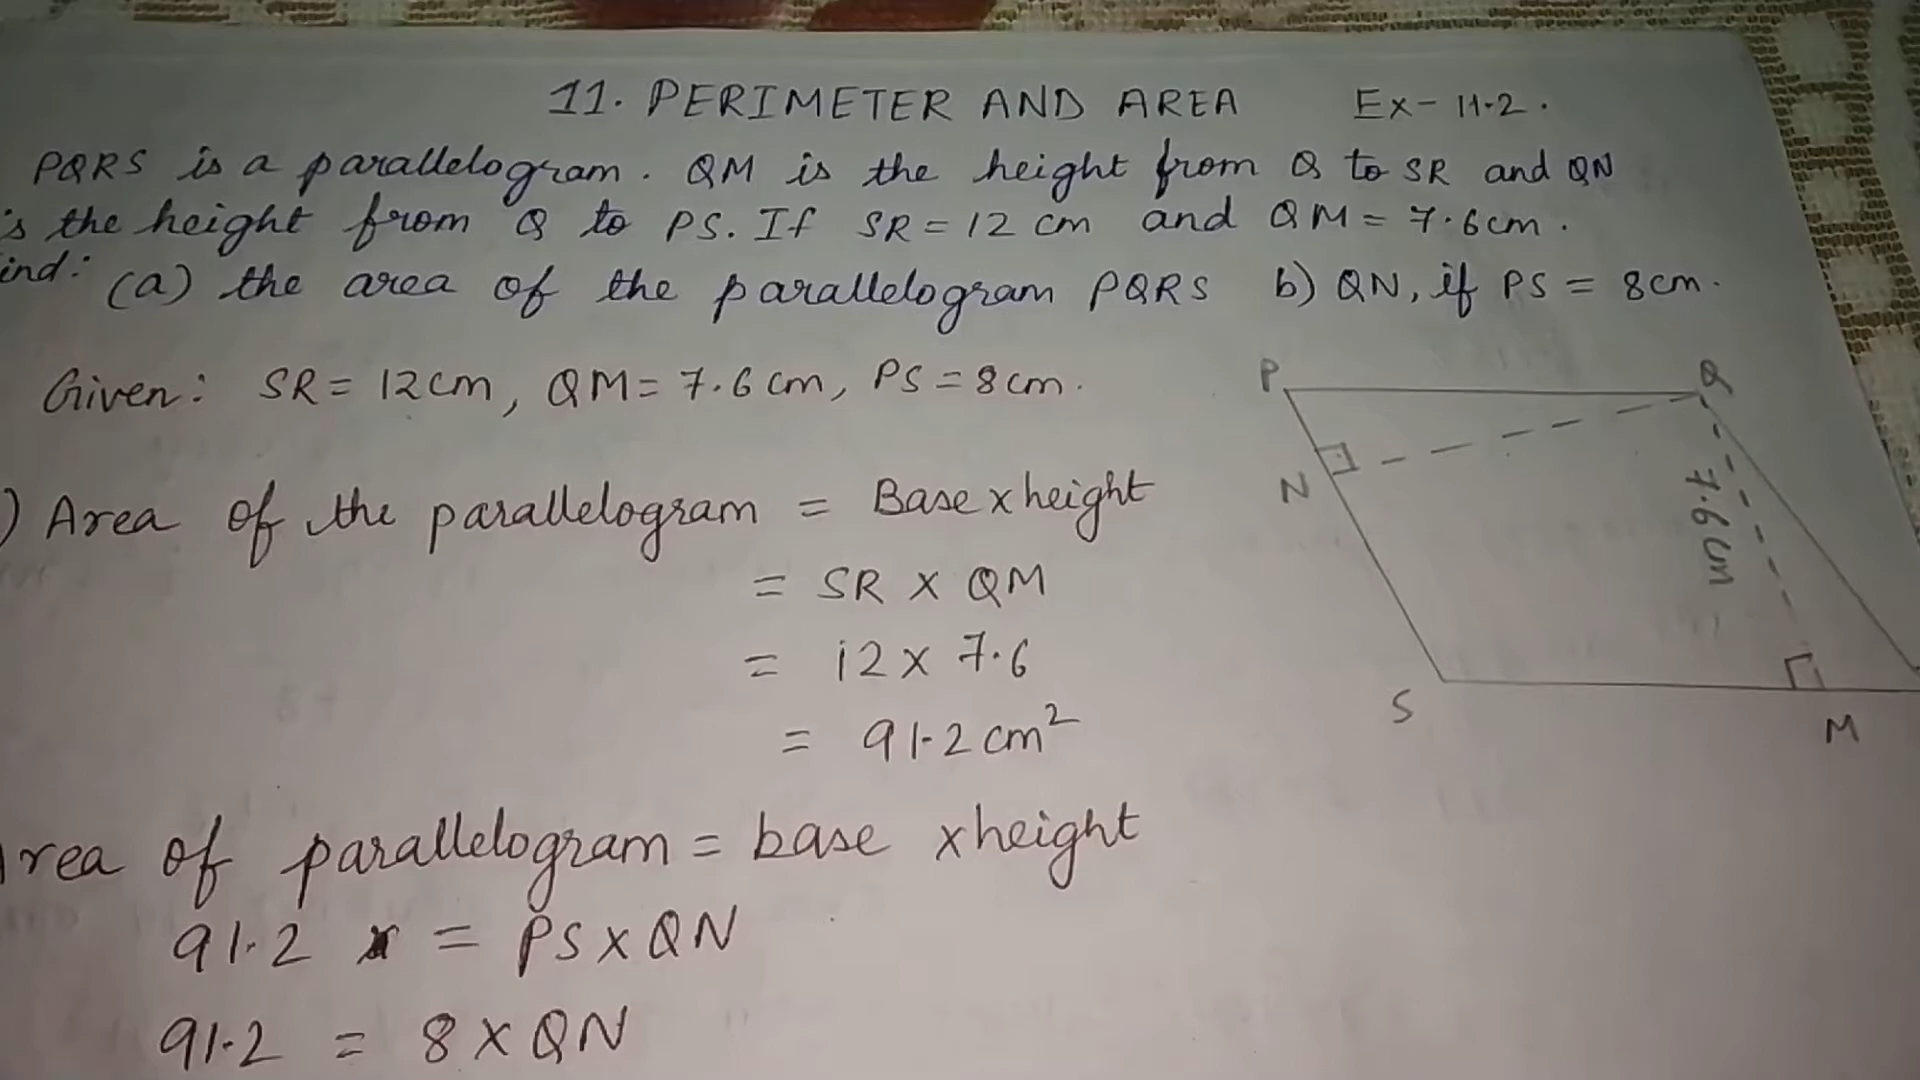 11. PERIMETER AND AREA Ex- 11.2.
PQRS is a parallelogram. QM is the height from Q to SR and QN
is the height from Q to PS. If SR = 12 cm and QM = 7.6cm.
ind: (a) the area of the parallelogram PQRS b) QN, if PS = 8cm.
Given: SR = 12cm, QM = 7.6 cm, PS = 8cm.
P Q
N 7.6 cm
S M
) Area of the parallelogram = Base x height
= SR x QM
= 12 x 7.6
= 91.2 cm²
rea of parallelogram = base x height
91.2 = PS x QN
91.2 = 8 x QN